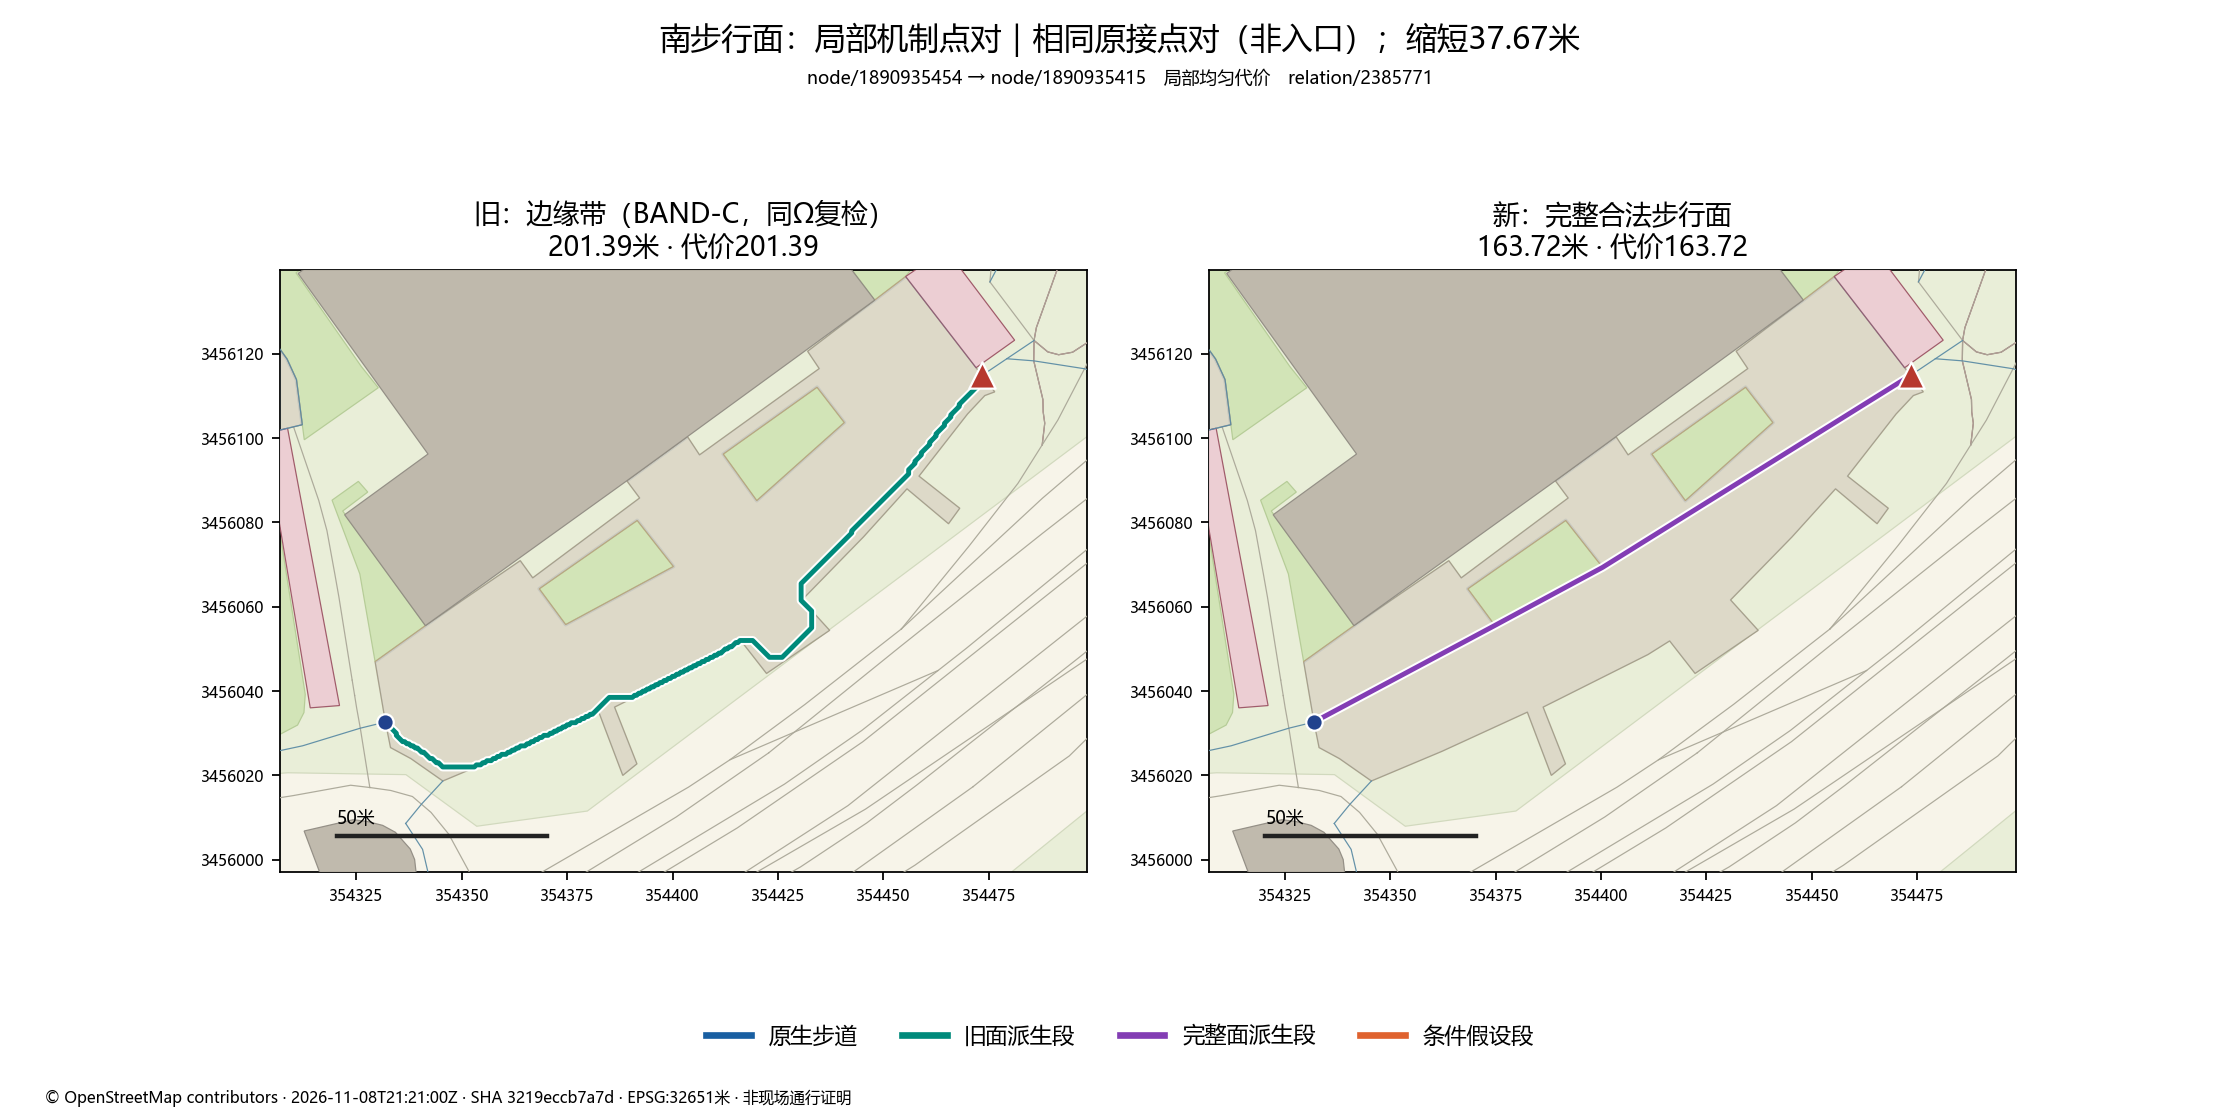 南步行面：局部机制点对｜相同原接点对（非入口）；缩短37.67米
node/1890935454 → node/1890935415 局部均匀代价 relation/2385771
旧：边缘带（BAND-C，同Ω复检）
201.39米 · 代价201.39
新：完整合法步行面
163.72米 · 代价163.72
3456120
3456100
3456080
3456060
3456040
3456020
3456000
50米
354325 354350 354375 354400 354425 354450 354475
3456120
3456100
3456080
3456060
3456040
3456020
3456000
50米
354325 354350 354375 354400 354425 354450 354475
原生步道 旧面派生段 完整面派生段 条件假设段
© OpenStreetMap contributors · 2026-11-08T21:21:00Z · SHA 3219eccb7a7d · EPSG:32651米 · 非现场通行证明